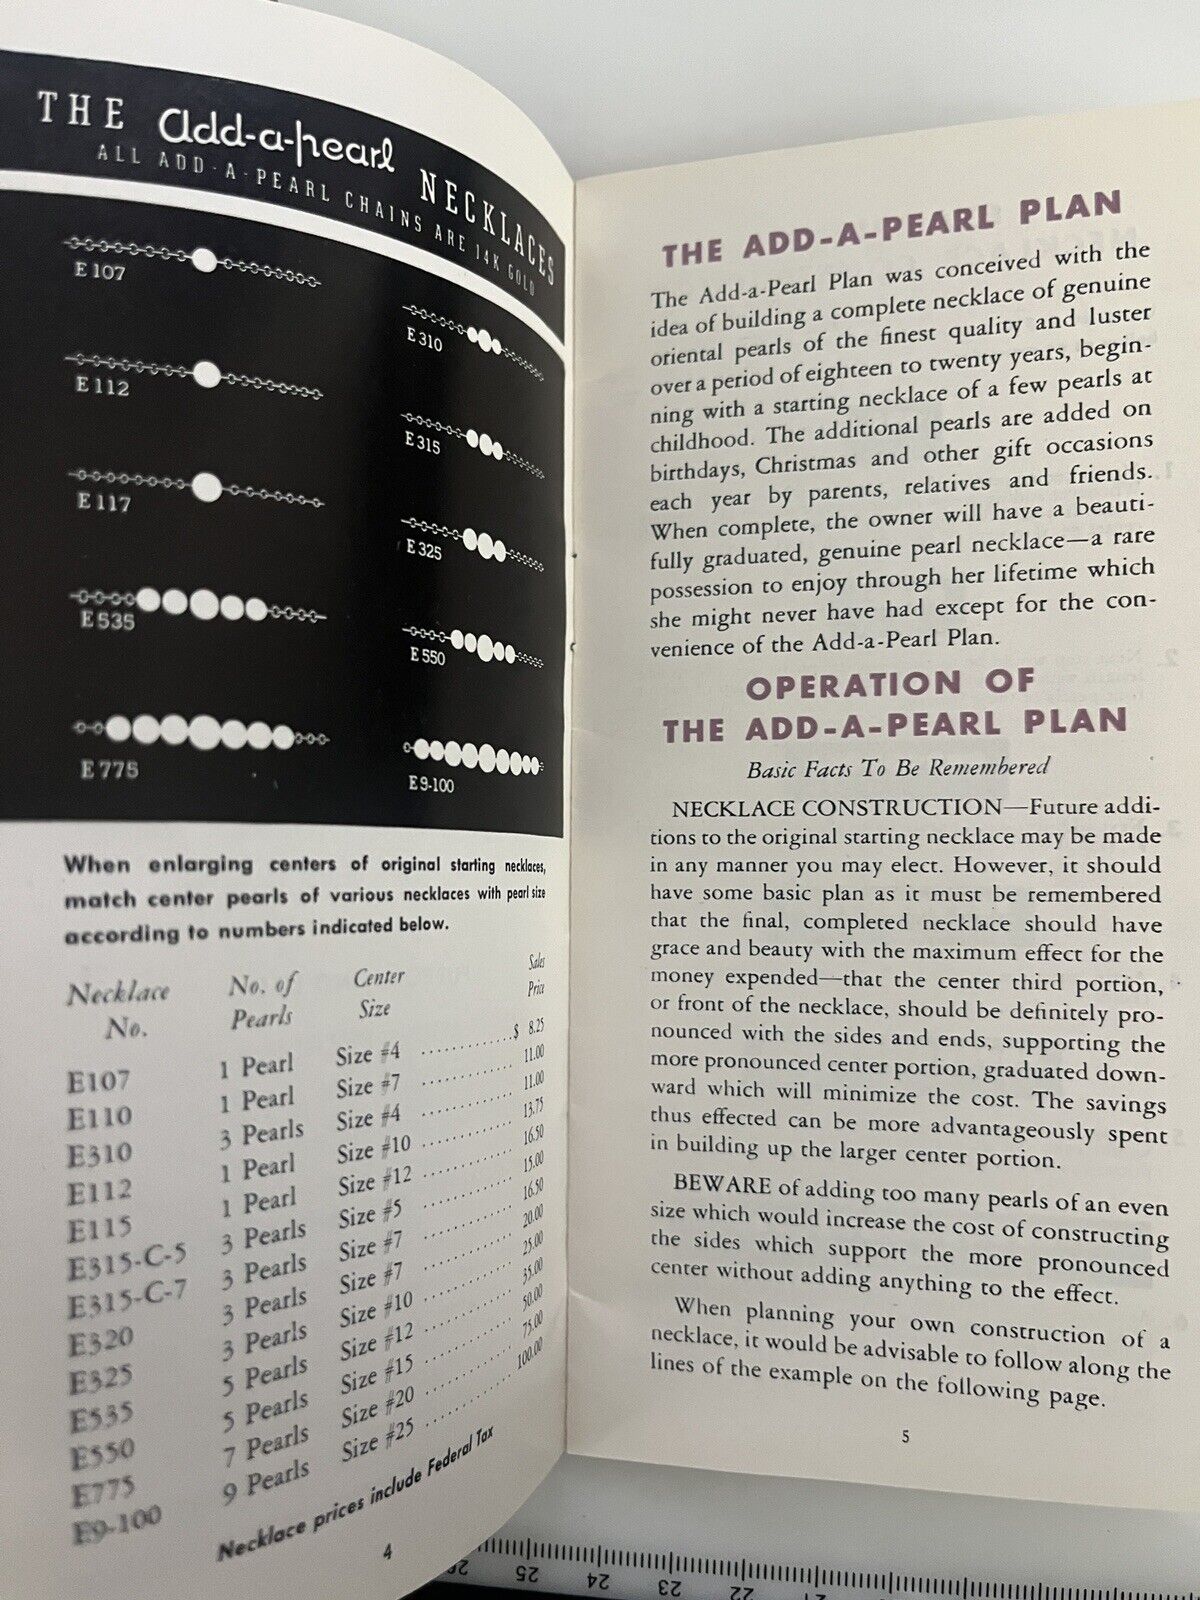 THE add-a-pearl NECKLACES
ALL ADD-A-PEARL CHAINS ARE 14K GOLD
E107
E112
E117
E535
E775
E310
E315
E325
E550
E9-100
When enlarging centers of original starting necklaces,
match center pearls of various necklaces with pearl size
according to numbers indicated below.
Necklace No. No. of Pearls Center Size Sales Price
E107 1 Pearl Size #4 ............ $ 8.25
E110 1 Pearl Size #7 ............ 11.00
E310 3 Pearls Size #4 ............ 11.00
E112 1 Pearl Size #10 ............ 13.75
E115 1 Pearl Size #12 ............ 16.50
E315-C-5 3 Pearls Size #5 ............ 15.00
E315-C-7 3 Pearls Size #7 ............ 16.50
E320 3 Pearls Size #7 ............ 20.00
E325 3 Pearls Size #10 ............ 25.00
E535 5 Pearls Size #12 ............ 35.00
E550 5 Pearls Size #15 ............ 50.00
E775 7 Pearls Size #20 ............ 75.00
E9-100 9 Pearls Size #25 ............ 100.00
Necklace prices include Federal Tax
4
THE ADD-A-PEARL PLAN
The Add-a-Pearl Plan was conceived with the
idea of building a complete necklace of genuine
oriental pearls of the finest quality and luster
over a period of eighteen to twenty years, begin-
ning with a starting necklace of a few pearls at
childhood. The additional pearls are added on
birthdays, Christmas and other gift occasions
each year by parents, relatives and friends.
When complete, the owner will have a beauti-
fully graduated, genuine pearl necklace—a rare
possession to enjoy through her lifetime which
she might never have had except for the con-
venience of the Add-a-Pearl Plan.
OPERATION OF
THE ADD-A-PEARL PLAN
Basic Facts To Be Remembered
NECKLACE CONSTRUCTION—Future addi-
tions to the original starting necklace may be made
in any manner you may elect. However, it should
have some basic plan as it must be remembered
that the final, completed necklace should have
grace and beauty with the maximum effect for the
money expended—that the center third portion,
or front of the necklace, should be definitely pro-
nounced with the sides and ends, supporting the
more pronounced center portion, graduated down-
ward which will minimize the cost. The savings
thus effected can be more advantageously spent
in building up the larger center portion.
BEWARE of adding too many pearls of an even
size which would increase the cost of constructing
the sides which support the more pronounced
center without adding anything to the effect.
When planning your own construction of a
necklace, it would be advisable to follow along the
lines of the example on the following page.
5
26 25 24 23 22 21